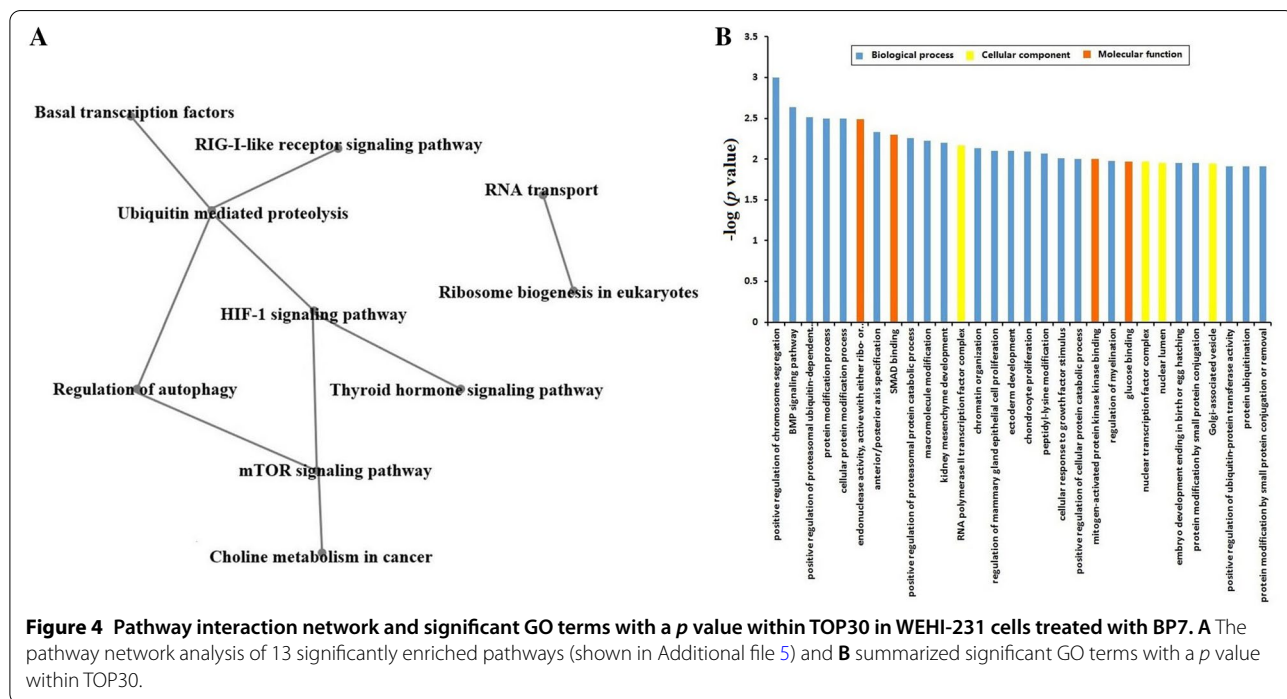 A
Basal transcription factors
RIG-I-like receptor signaling pathway
Ubiquitin mediated proteolysis
RNA transport
Ribosome biogenesis in eukaryotes
HIF-1 signaling pathway
Regulation of autophagy
Thyroid hormone signaling pathway
mTOR signaling pathway
Choline metabolism in cancer
B
-log (p value)
3.5
3
2.5
2
1.5
1
0.5
0
Biological process
Cellular component
Molecular function
positive regulation of chromosome segregation
BMP signaling pathway
positive regulation of proteasomal ubiquitin-dependent...
protein modification process
cellular protein modification process
endonuclease activity, active with either ribo- or...
anterior/posterior axis specification
SMAD binding
positive regulation of proteasomal protein catabolic process
macromolecule modification
kidney mesenchyme development
RNA polymerase II transcription factor complex
chromatin organization
regulation of mammary gland epithelial cell proliferation
ectoderm development
chondrocyte proliferation
peptidyl-lysine modification
cellular response to growth factor stimulus
positive regulation of cellular protein catabolic process
mitogen-activated protein kinase kinase binding
regulation of myelination
glucose binding
nuclear transcription factor complex
nuclear lumen
embryo development ending in birth or egg hatching
protein modification by small protein conjugation
Golgi-associated vesicle
positive regulation of ubiquitin-protein transferase activity
protein ubiquitination
protein modification by small protein conjugation or removal
Figure 4 Pathway interaction network and significant GO terms with a p value within TOP30 in WEHI-231 cells treated with BP7. A The
pathway network analysis of 13 significantly enriched pathways (shown in Additional file 5) and B summarized significant GO terms with a p value
within TOP30.